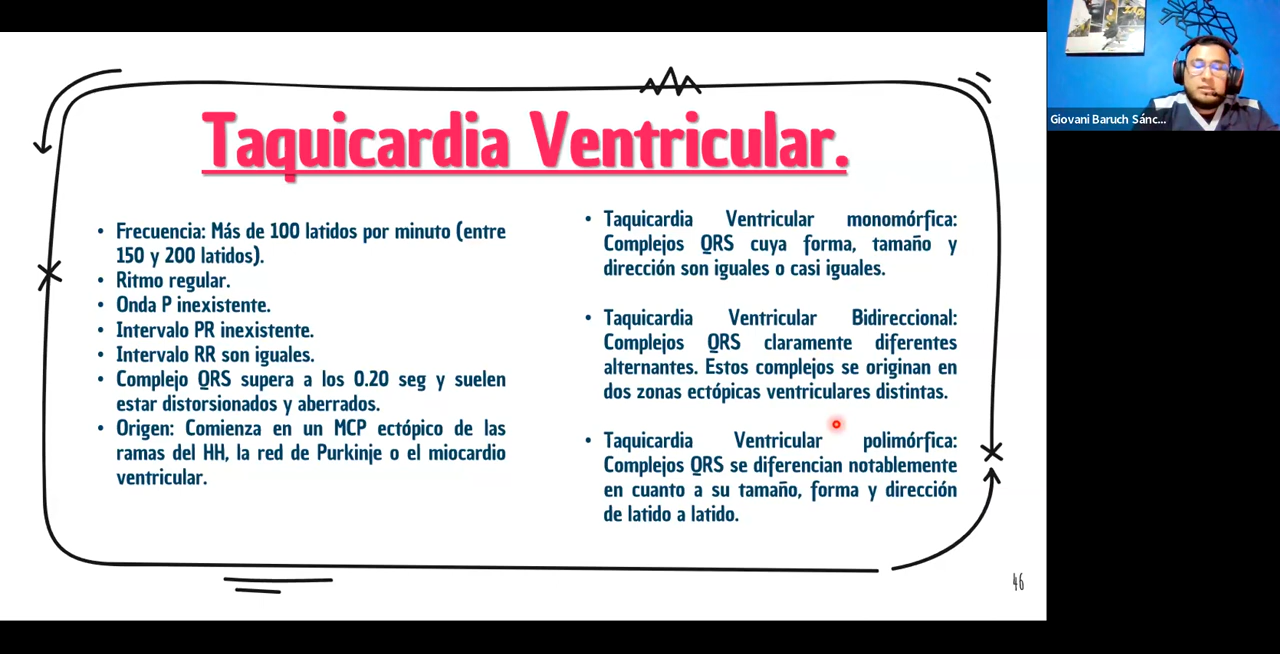 Taquicardia Ventricular.
• Frecuencia: Más de 100 latidos por minuto (entre
150 y 200 latidos).
• Ritmo regular.
• Onda P inexistente.
• Intervalo PR inexistente.
• Intervalo RR son iguales.
• Complejo QRS supera a los 0.20 seg y suelen
estar distorsionados y aberrados.
• Origen: Comienza en un MCP ectópico de las
ramas del HH, la red de Purkinje o el miocardio
ventricular.
• Taquicardia Ventricular monomórfica:
Complejos QRS cuya forma, tamaño y
dirección son iguales o casi iguales.
• Taquicardia Ventricular Bidireccional:
Complejos QRS claramente diferentes
alternantes. Estos complejos se originan en
dos zonas ectópicas ventriculares distintas.
• Taquicardia Ventricular polimórfica:
Complejos QRS se diferencian notablemente
en cuanto a su tamaño, forma y dirección
de latido a latido.
46
Giovani Baruch Sánc...